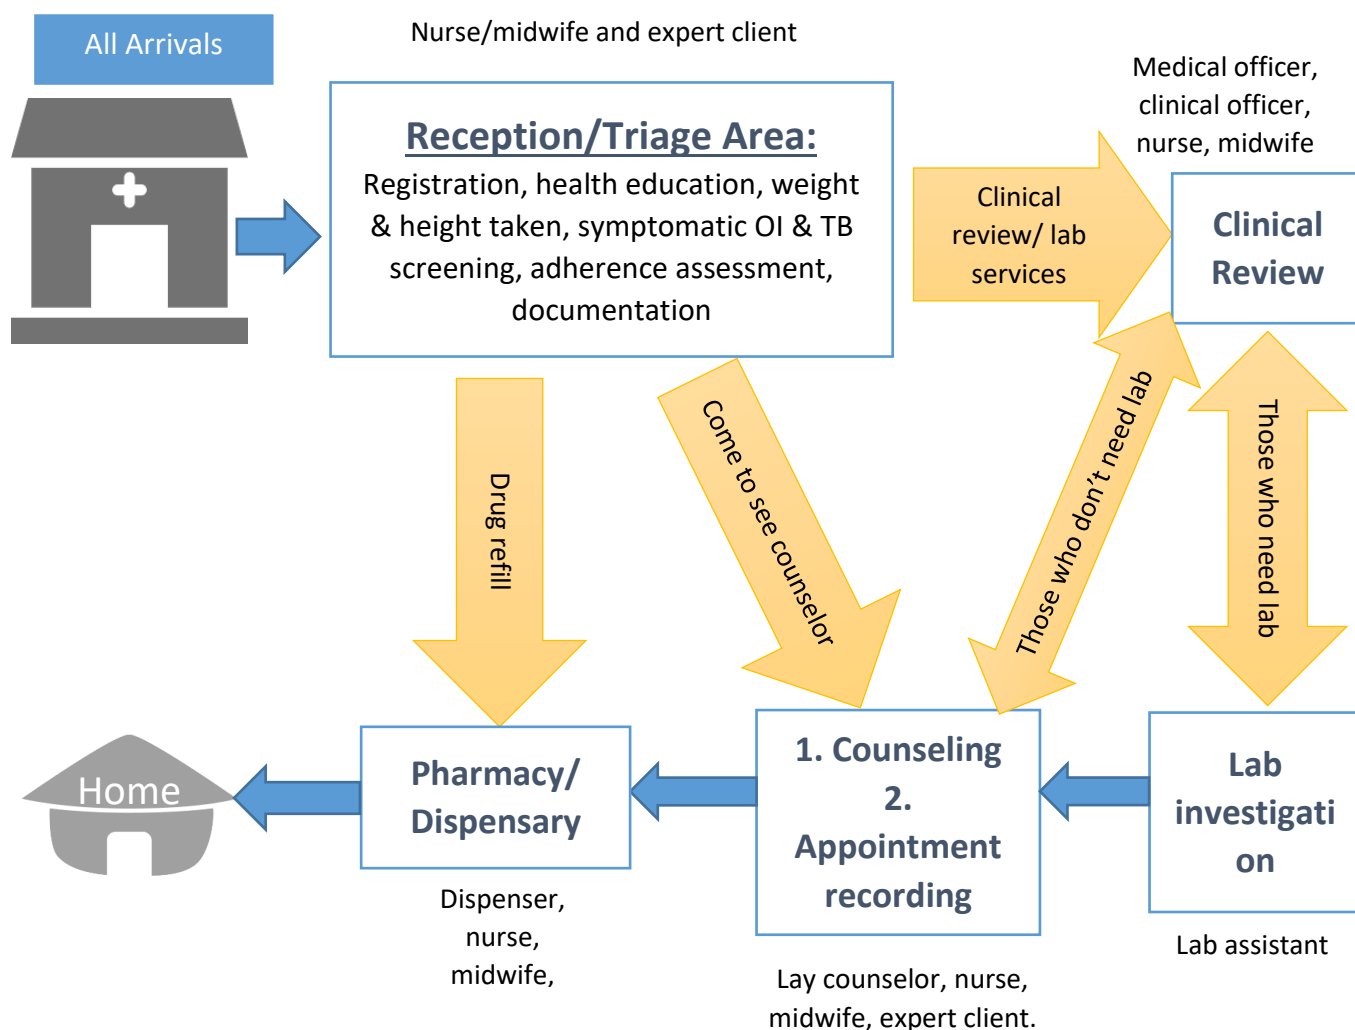 All Arrivals
Nurse/midwife and expert client
Reception/Triage Area:
Registration, health education, weight
& height taken, symptomatic OI & TB
screening, adherence assessment,
documentation
Clinical
review/ lab
services
Medical officer,
clinical officer,
nurse, midwife
Clinical
Review
Drug refill
Come to see counselor
Those who don’t need lab
Those who need lab
Home
Pharmacy/
Dispensary
Dispenser,
nurse,
midwife,
1. Counseling
2.
Appointment
recording
Lay counselor, nurse,
midwife, expert client.
Lab
investigati
on
Lab assistant